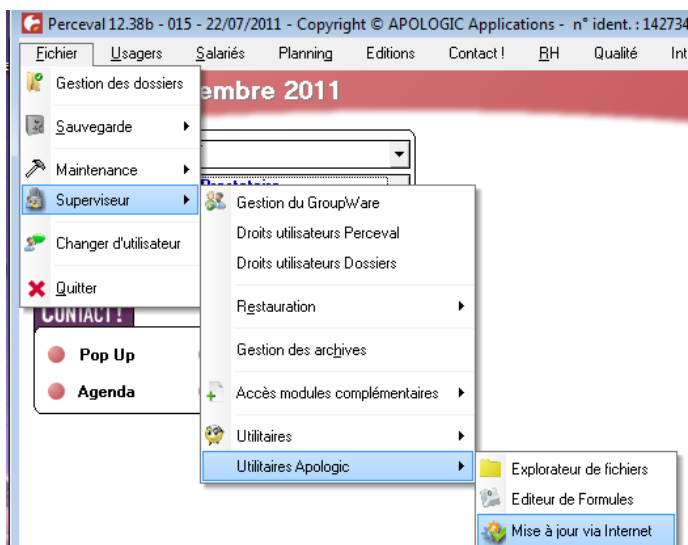 Perceval 12.38b - 015 - 22/07/2011 - Copyright © APOLOGIC Applications - n° ident. : 142734
Fichier Usagers Salariés Planning Editions Contact ! RH Qualité Int
Gestion des dossiers
embre 2011
Sauvegarde
Maintenance
Superviseur
Gestion du GroupWare
Droits utilisateurs Perceval
Changer d'utilisateur
Droits utilisateurs Dossiers
Quitter
Restauration
CONTACT !
Pop Up
Gestion des archives
Agenda
Accès modules complémentaires
Utilitaires
Utilitaires Apologic
Explorateur de fichiers
Editeur de Formules
Mise à jour via Internet